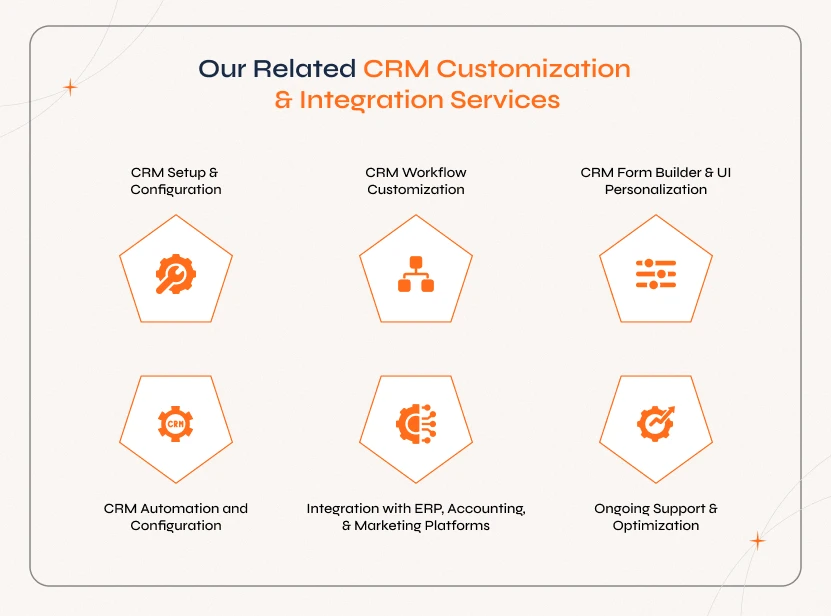 Our Related CRM Customization
& Integration Services
CRM Setup &
Configuration
CRM Workflow
Customization
CRM Form Builder & UI
Personalization
CRM
CRM Automation and
Configuration
Integration with ERP, Accounting,
& Marketing Platforms
Ongoing Support &
Optimization